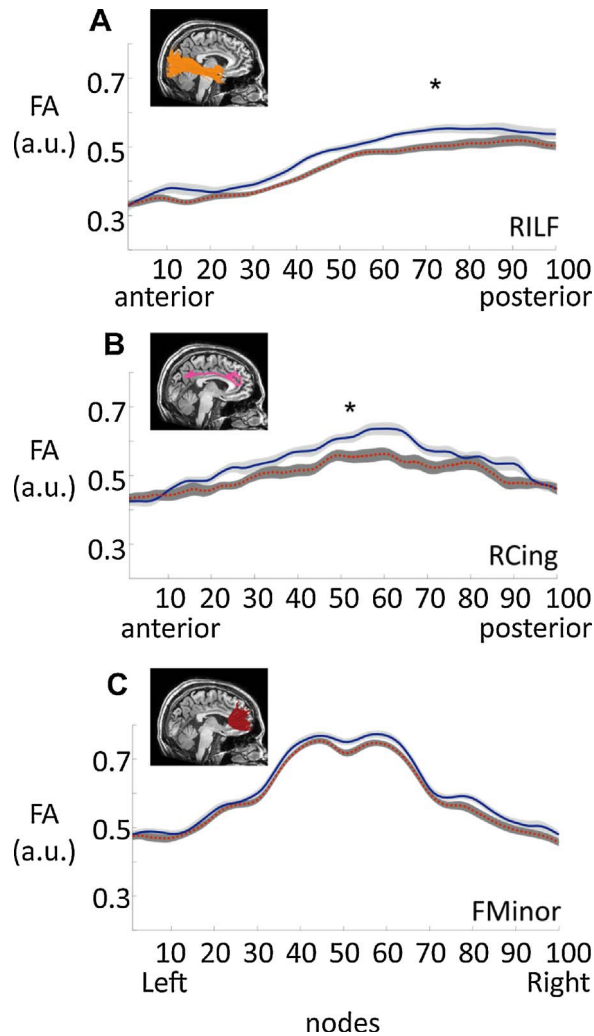 A
0.7
*
FA
(a.u.)
0.5
0.3
RILF
10 20 30 40 50 60 70 80 90 100
anterior posterior
B
0.7
*
FA
(a.u.)
0.5
0.3
RCing
10 20 30 40 50 60 70 80 90 100
anterior posterior
C
0.7
FA
(a.u.)
0.5
0.3
FMinor
10 20 30 40 50 60 70 80 90 100
Left Right
nodes